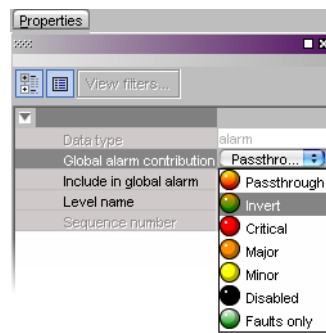 Properties
View filters...
Data type alarm
Global alarm contribution Passthro...
Include in global alarm
Level name
Sequence number
Passthrough
Invert
Critical
Major
Minor
Disabled
Faults only